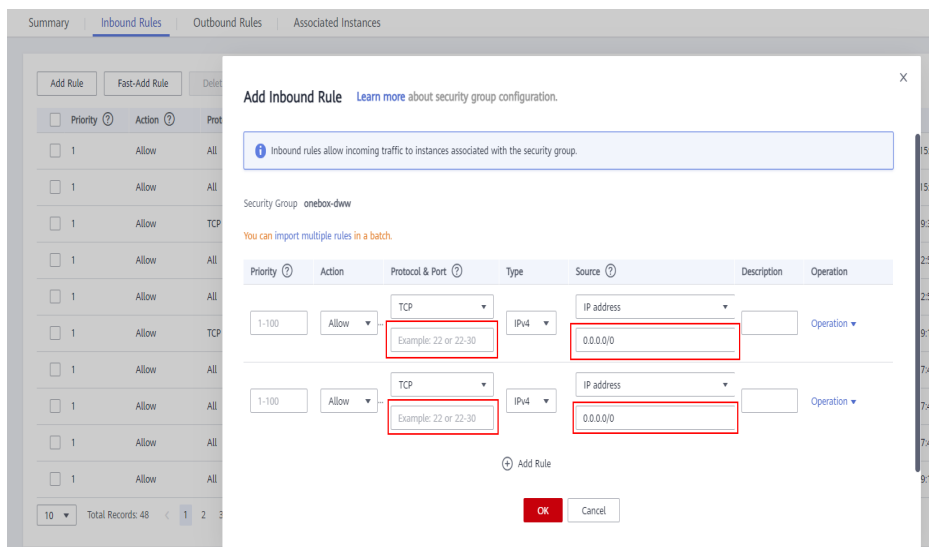 Summary Inbound Rules Outbound Rules Associated Instances
Add Rule Fast-Add Rule Delet
Add Inbound Rule Learn more about security group configuration.
X
Priority ? Action ? Prot
Inbound rules allow incoming traffic to instances associated with the security group.
1 Allow All
1 Allow All
Security Group onebox-dww
1 Allow TCP
You can import multiple rules in a batch.
1 Allow All
Priority ? Action Protocol & Port ? Type Source ? Description Operation
1 Allow All
TCP IP address
1-100 Allow ... IPv4 Operation
Example: 22 or 22-30 0.0.0.0/0
1 Allow TCP
1 Allow All
TCP IP address
1-100 Allow ... IPv4 Operation
Example: 22 or 22-30 0.0.0.0/0
1 Allow All
1 Allow All
Add Rule
1 Allow All
10 Total Records: 48 < 1 2 3
OK Cancel